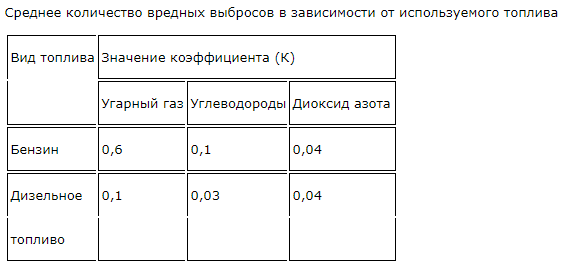 Среднее количество вредных выбросов в зависимости от используемого топлива
Вид топлива Значение коэффициента (К)
Угарный газ Углеводороды Диоксид азота
Бензин 0,6 0,1 0,04
Дизельное 0,1 0,03 0,04
топливо